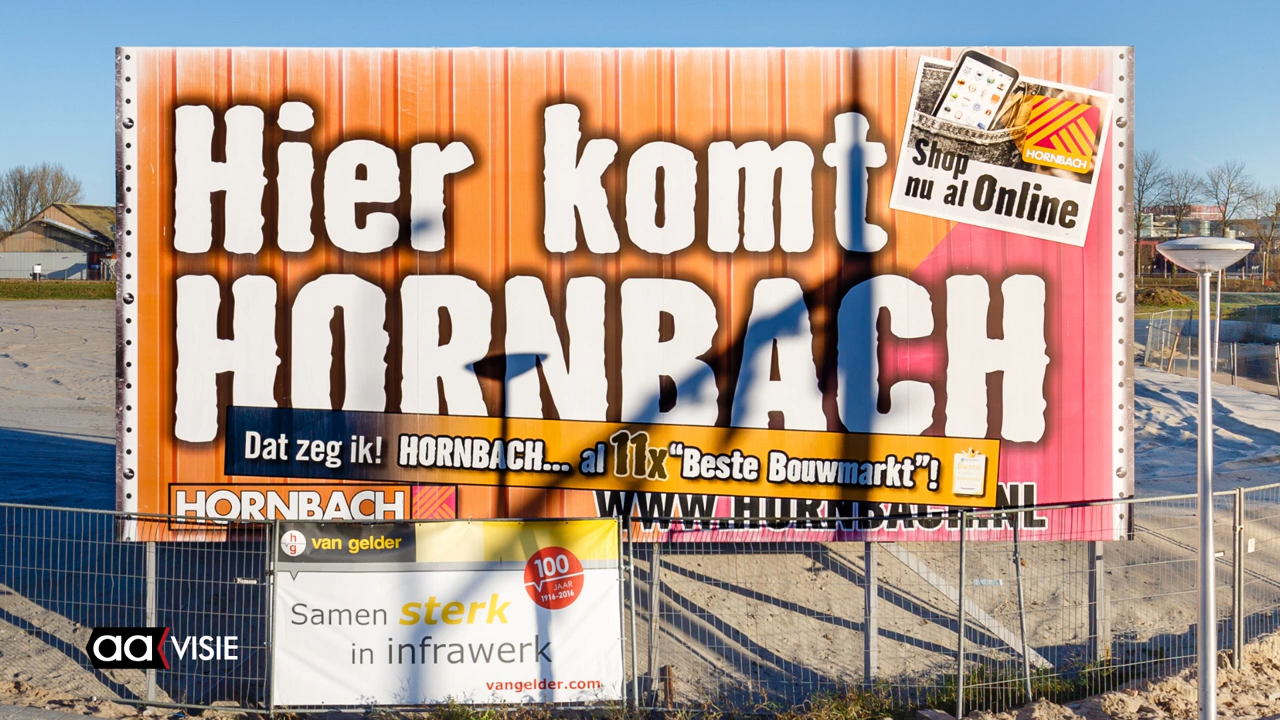 Hier komt
HORNBACH
HORNBACH
Shop
nu al Online
Dat zeg ik! HORNBACH... al 11x "Beste Bouwmarkt"!
HORNBACH
WWW.HORNBACH.NL
hg van gelder
100
JAAR
1916-2016
Samen sterk
in infrawerk
vangelder.com
aa VISIE